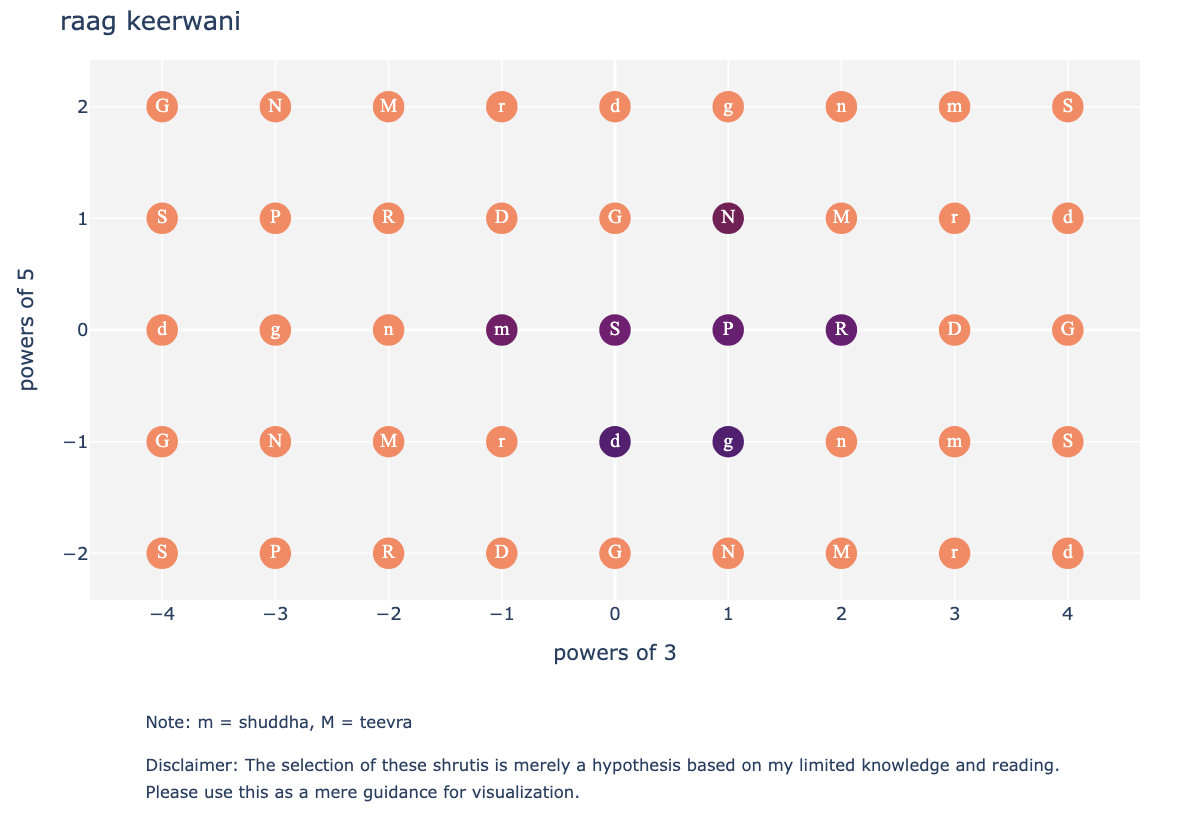 raag keerwani
2 G N M r d g n m S
1 S P R D G N M r d
0 d g n m S P R D G
−1 G N M r d g n m S
−2 S P R D G N M r d
powers of 5
−4 −3 −2 −1 0 1 2 3 4
powers of 3
Note: m = shuddha, M = teevra
Disclaimer: The selection of these shrutis is merely a hypothesis based on my limited knowledge and reading.
Please use this as a mere guidance for visualization.